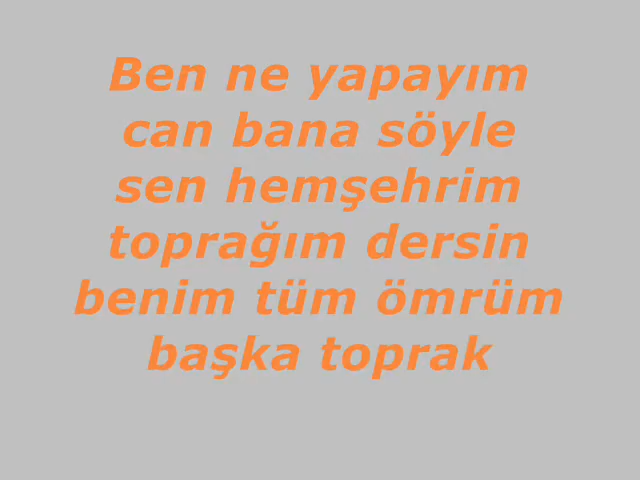 Ben ne yapayım
can bana söyle
sen hemşehrim
toprağım dersin
benim tüm ömrüm
başka toprak